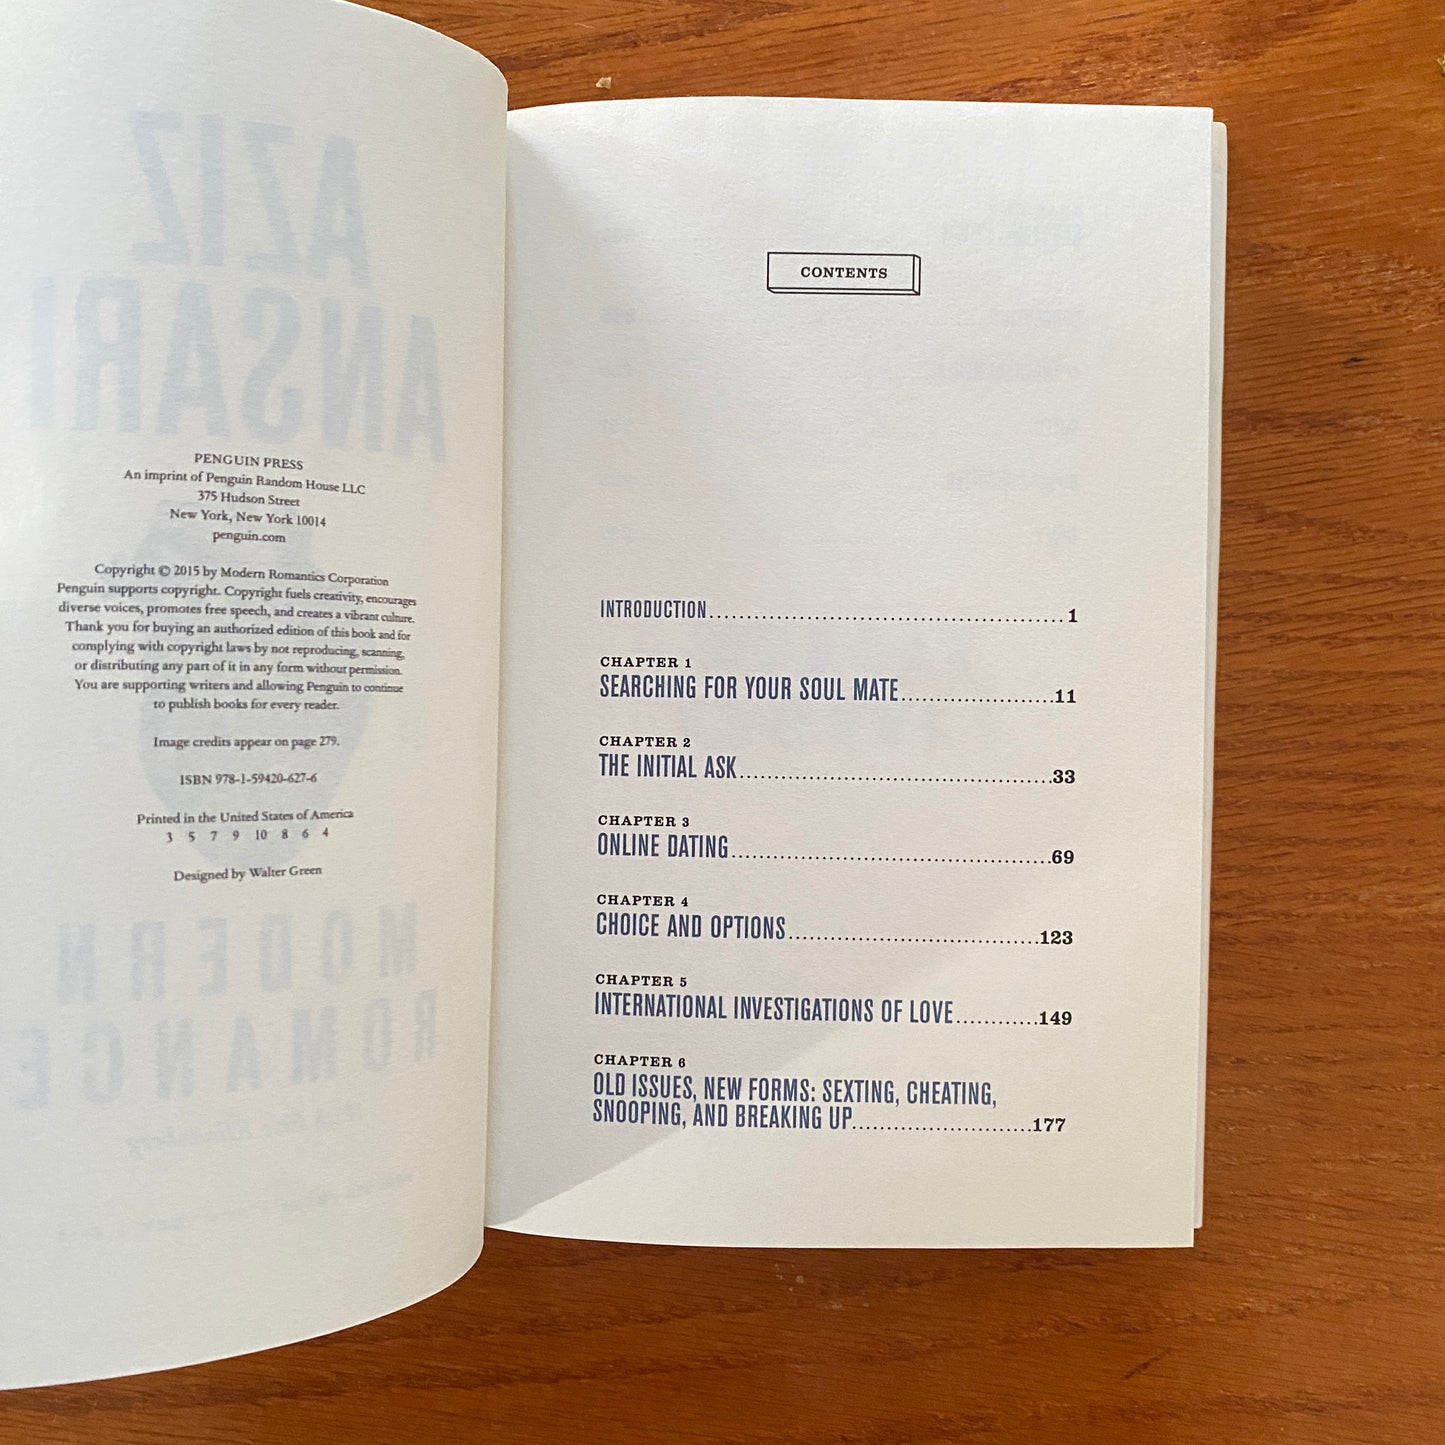 PENGUIN PRESS
An imprint of Penguin Random House LLC
375 Hudson Street
New York, New York 10014
penguin.com
Copyright © 2015 by Modern Romantics Corporation
Penguin supports copyright. Copyright fuels creativity, encourages
diverse voices, promotes free speech, and creates a vibrant culture.
Thank you for buying an authorized edition of this book and for
complying with copyright laws by not reproducing, scanning,
or distributing any part of it in any form without permission.
You are supporting writers and allowing Penguin to continue
to publish books for every reader.
Image credits appear on page 279.
ISBN 978-1-59420-627-6
Printed in the United States of America
3 5 7 9 10 8 6 4
Designed by Walter Green
AZIZ
ANSARI
MODERN
ROMANCE
CONTENTS
INTRODUCTION 1
CHAPTER 1
SEARCHING FOR YOUR SOUL MATE 11
CHAPTER 2
THE INITIAL ASK 33
CHAPTER 3
ONLINE DATING 69
CHAPTER 4
CHOICE AND OPTIONS 123
CHAPTER 5
INTERNATIONAL INVESTIGATIONS OF LOVE 149
CHAPTER 6
OLD ISSUES, NEW FORMS: SEXTING, CHEATING,
SNOOPING, AND BREAKING UP 177